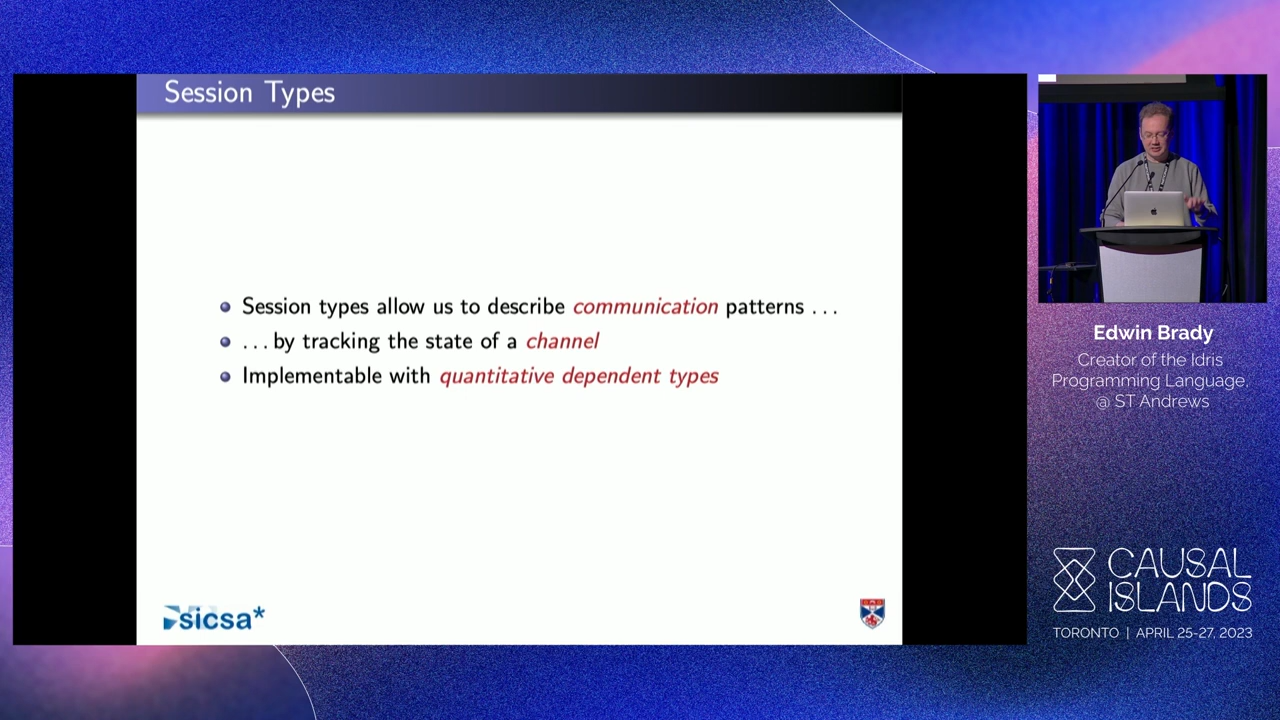 Session Types
Session types allow us to describe communication patterns ...
... by tracking the state of a channel
Implementable with quantitative dependent types
sicsa*
Edwin Brady
Creator of the Idris
Programming Language,
@ ST Andrews
CAUSAL
ISLANDS
TORONTO | APRIL 25-27, 2023